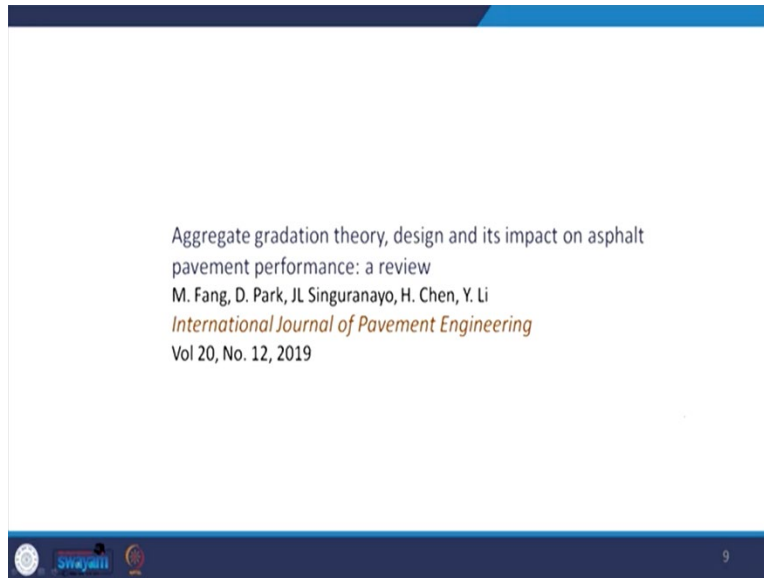 Aggregate gradation theory, design and its impact on asphalt
pavement performance: a review
M. Fang, D. Park, JL Singuranayo, H. Chen, Y. Li
International Journal of Pavement Engineering
Vol 20, No. 12, 2019
swayam
9